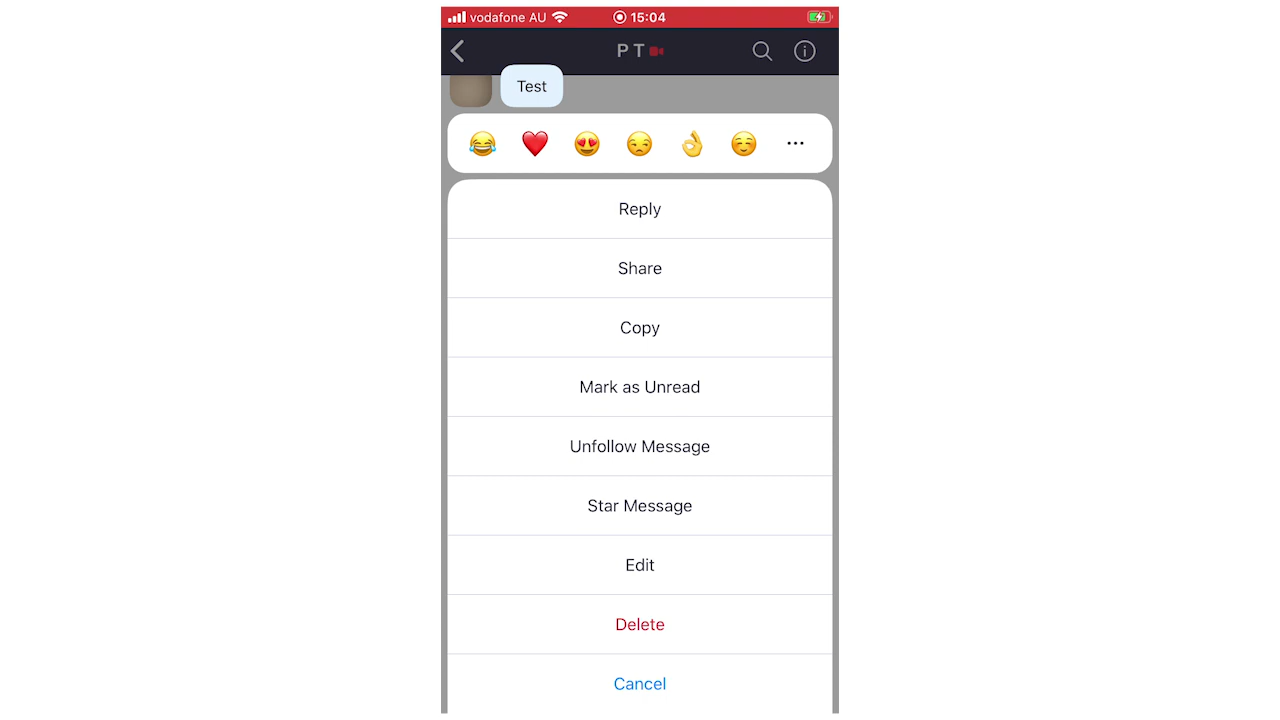 vodafone AU 15:04
P T
Test
Reply
Share
Copy
Mark as Unread
Unfollow Message
Star Message
Edit
Delete
Cancel